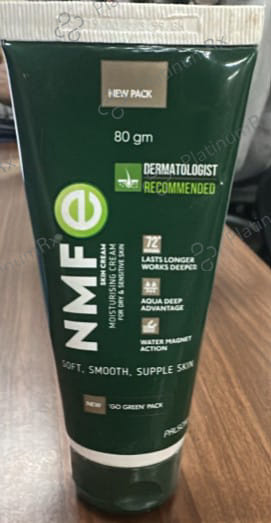 NEW PACK
80 gm
DERMATOLOGIST
RECOMMENDED
NMFe
SKIN CREAM
MOISTURISING CREAM
FOR DRY & SENSITIVE SKIN
72
LASTS LONGER
WORKS DEEPER
AQUA DEEP
ADVANTAGE
WATER MAGNET
ACTION
SOFT, SMOOTH, SUPPLE SKIN
NEW 'GO GREEN' PACK
PlatinumRx